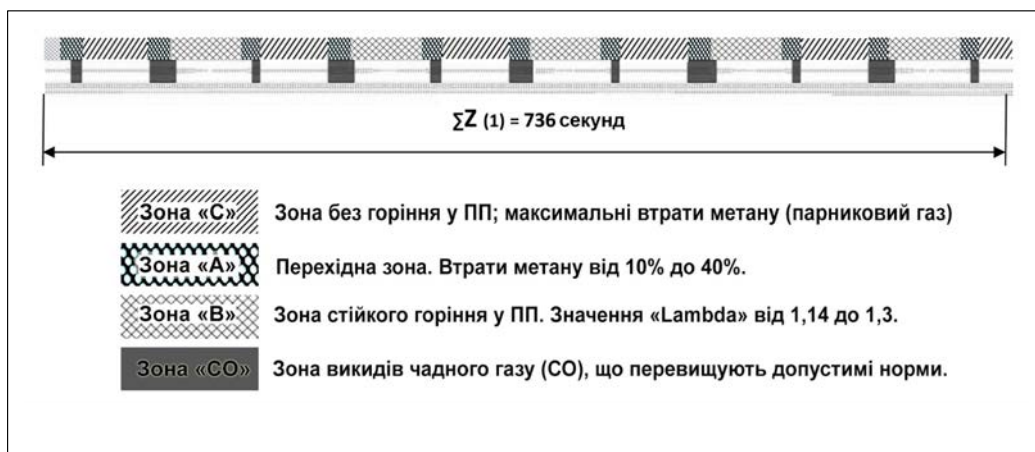 ∑Z (1) = 736 секунд
Зона «С» Зона без горіння у ПП; максимальні втрати метану (парниковий газ)
Зона «А» Перехідна зона. Втрати метану від 10% до 40%.
Зона «В» Зона стійкого горіння у ПП. Значення «Lambda» від 1,14 до 1,3.
Зона «СО» Зона викидів чадного газу (СО), що перевищують допустимі норми.